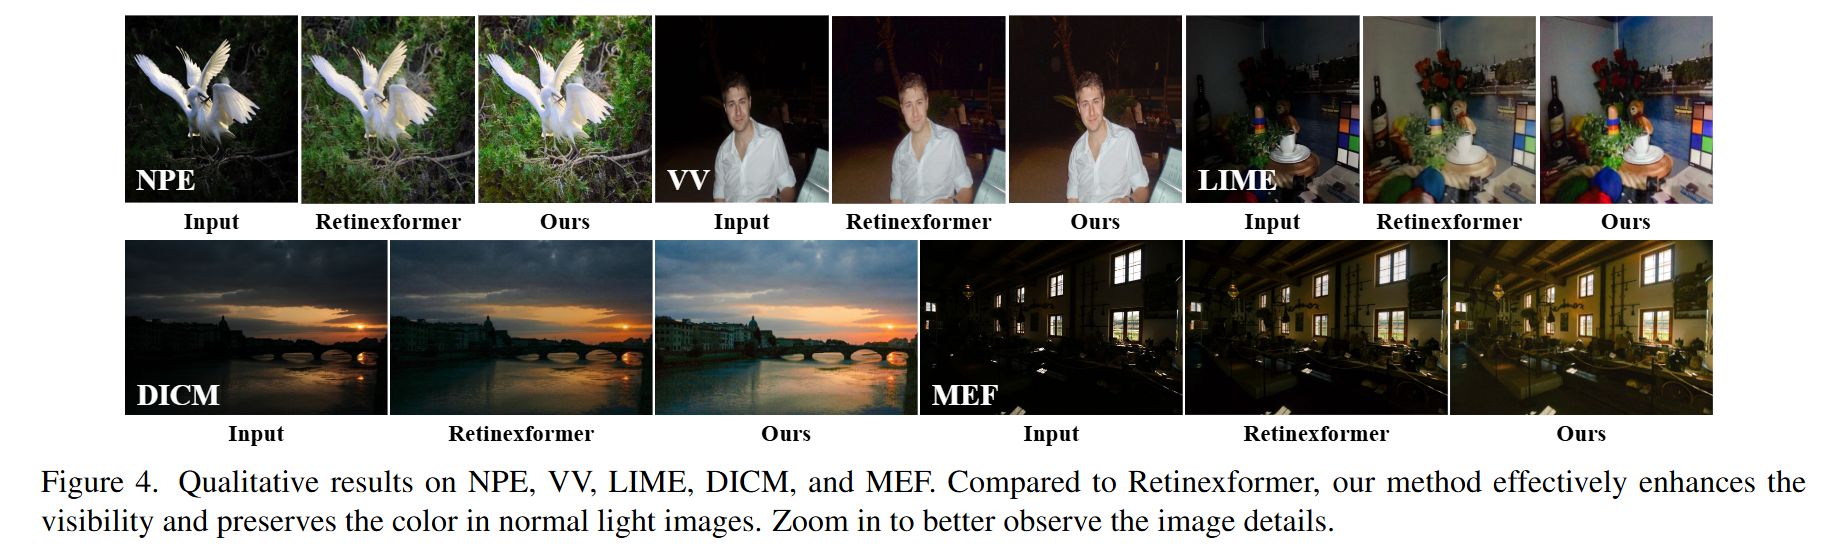 NPE
VV
LIME
Input Retinexformer Ours Input Retinexformer Ours Input Retinexformer Ours
DICM
MEF
Input Retinexformer Ours Input Retinexformer Ours
Figure 4. Qualitative results on NPE, VV, LIME, DICM, and MEF. Compared to Retinexformer, our method effectively enhances the
visibility and preserves the color in normal light images. Zoom in to better observe the image details.